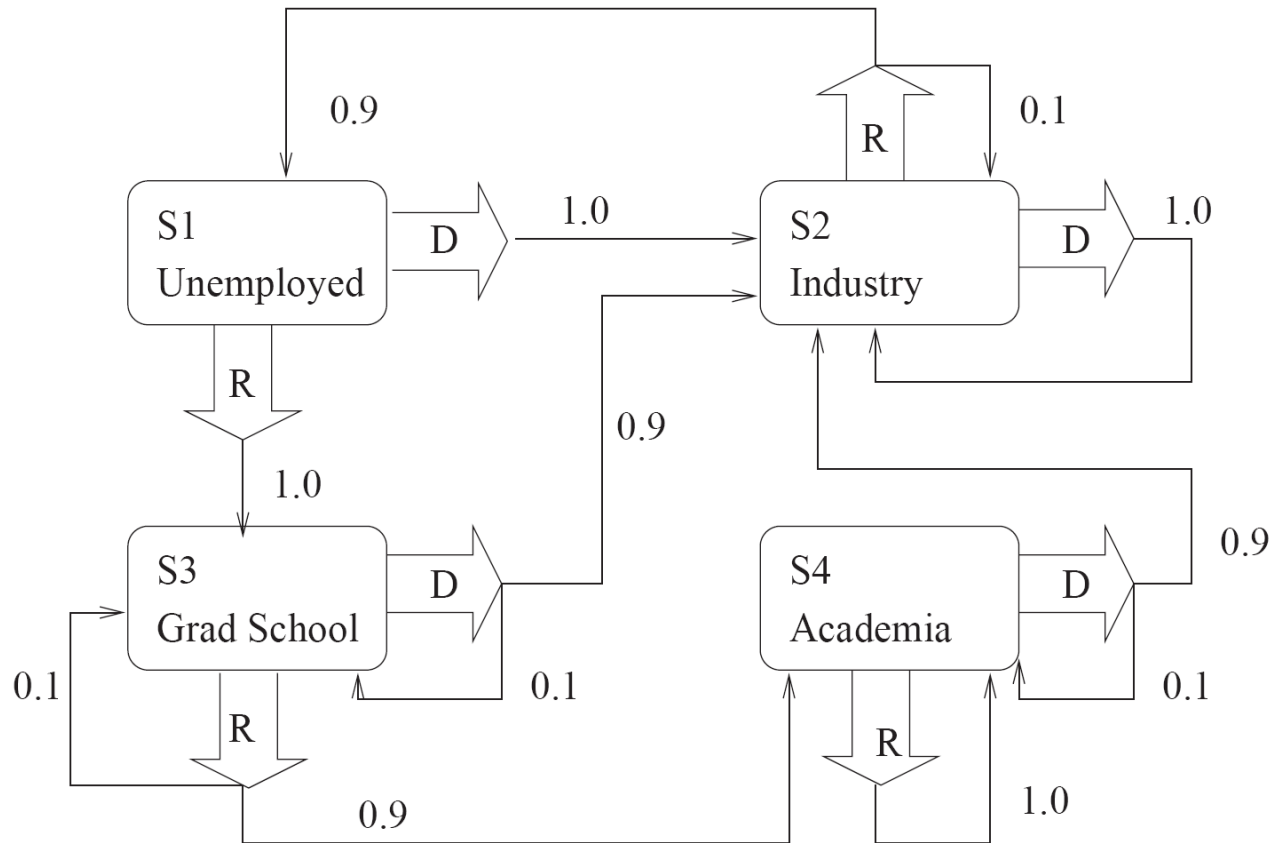 0.9
0.1
R
S1
Unemployed
D
1.0
S2
Industry
D
1.0
R
0.9
1.0
S3
Grad School
D
S4
Academia
D
0.9
0.1
R
0.1
R
0.1
0.9
1.0